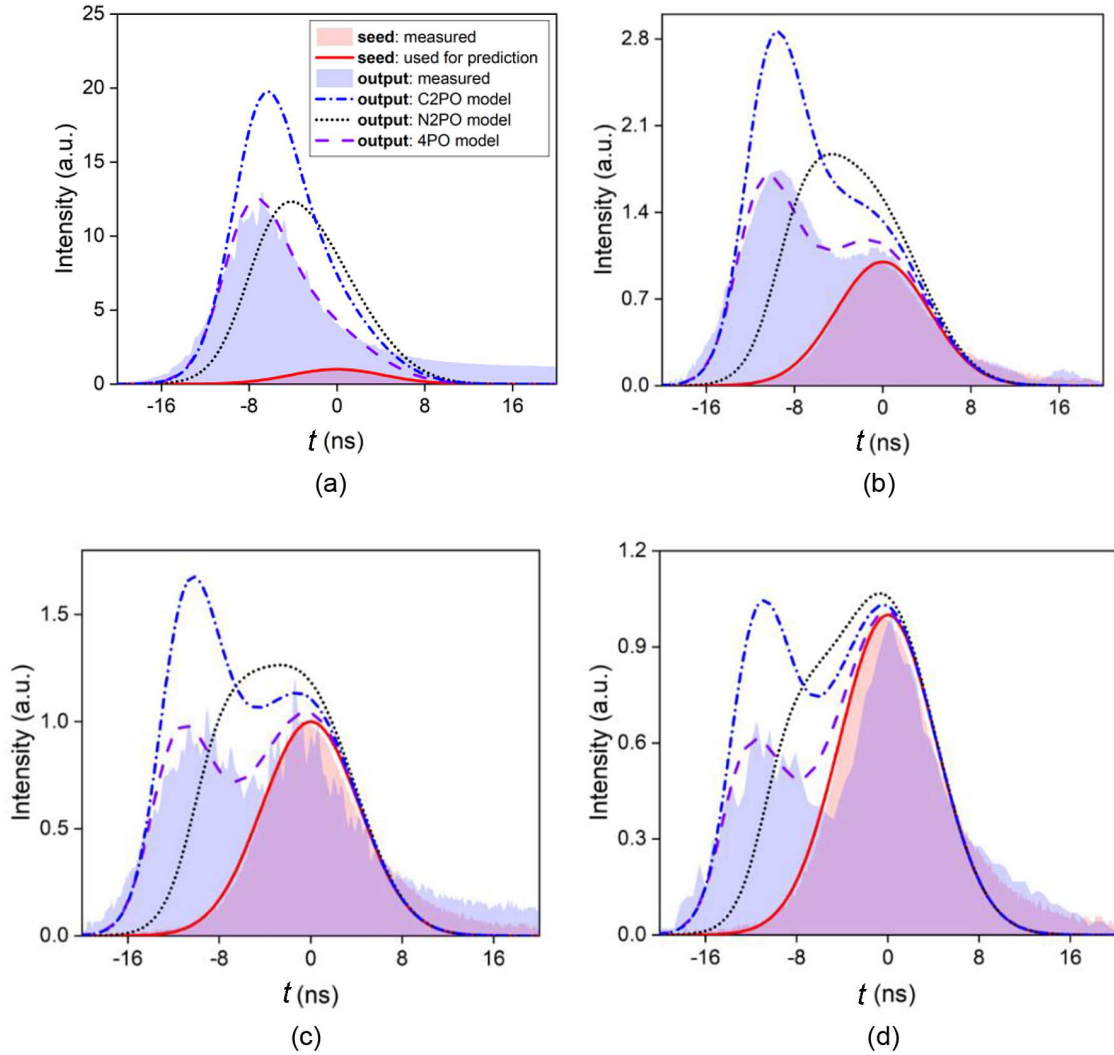 25
20
15
10
5
0
Intensity (a.u.)
-16
-8
0
8
16
t (ns)
seed: measured
seed: used for prediction
output: measured
output: C2PO model
output: N2PO model
output: 4PO model
(a)
2.8
2.1
1.4
0.7
0.0
Intensity (a.u.)
-16
-8
0
8
16
t (ns)
(b)
1.5
1.0
0.5
0.0
Intensity (a.u.)
-16
-8
0
8
16
t (ns)
(c)
1.2
0.9
0.6
0.3
0.0
Intensity (a.u.)
-16
-8
0
8
16
t (ns)
(d)